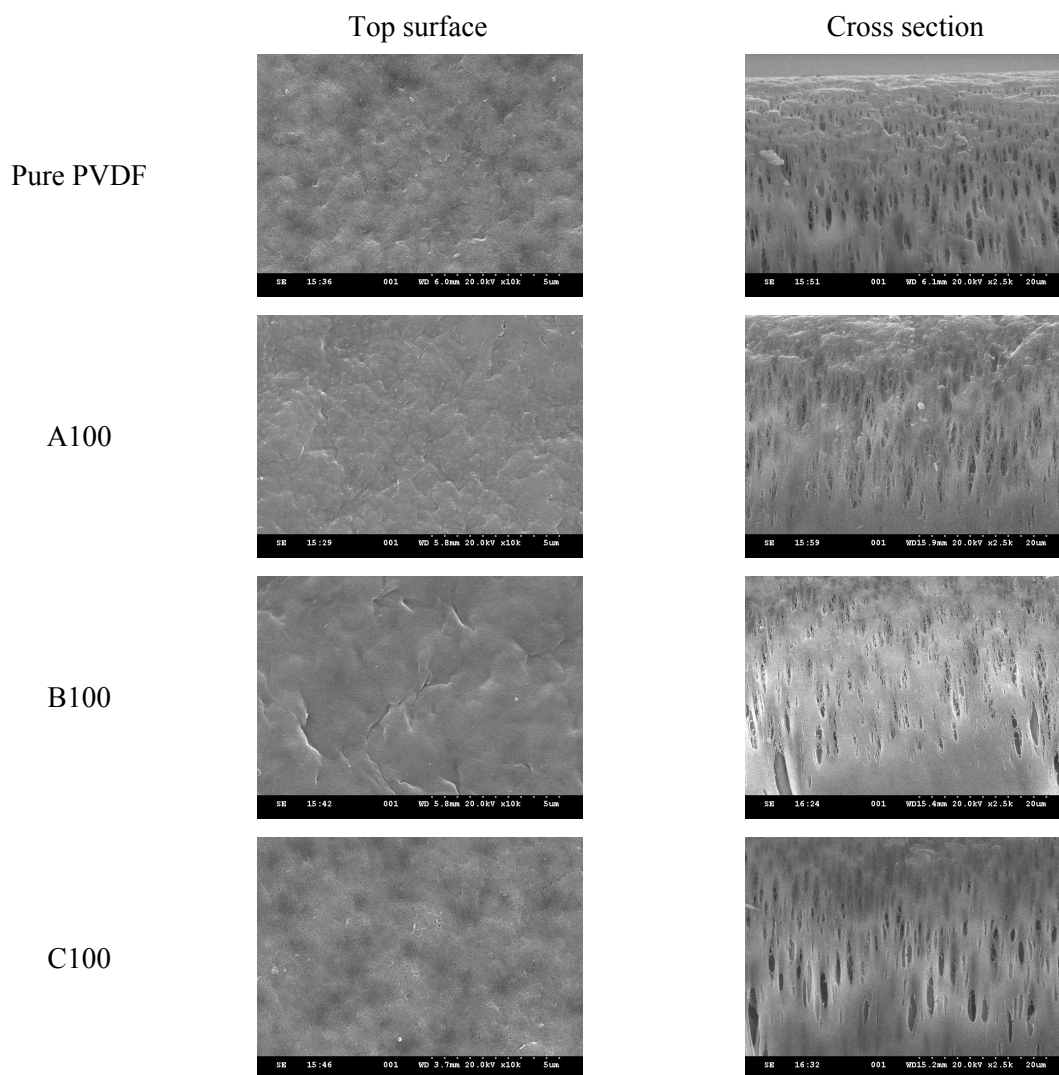 Top surface Cross section
Pure PVDF
SE 15:36 001 WD 6.0mm 20.0kV x10k 5um
SE 15:51 001 WD 6.1mm 20.0kV x2.5k 20um
A100
SE 15:29 001 WD 5.8mm 20.0kV x10k 5um
SE 15:59 001 WD15.9mm 20.0kV x2.5k 20um
B100
SE 15:42 001 WD 5.8mm 20.0kV x10k 5um
SE 16:24 001 WD15.4mm 20.0kV x2.5k 20um
C100
SE 15:46 001 WD 3.7mm 20.0kV x10k 5um
SE 16:32 001 WD15.2mm 20.0kV x2.5k 20um